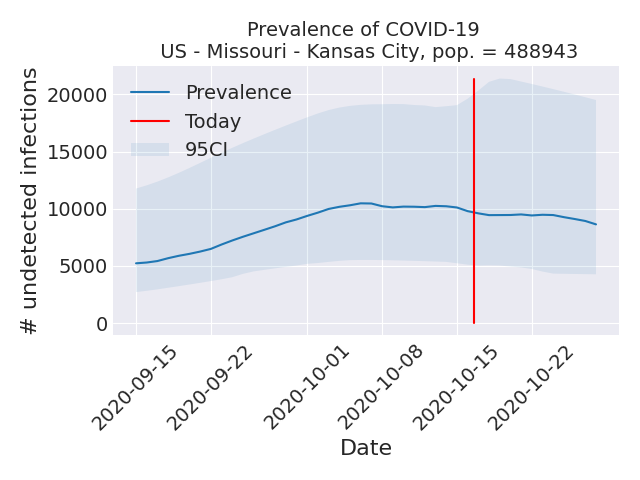 Prevalence of COVID-19
US - Missouri - Kansas City, pop. = 488943
# undetected infections
20000
15000
10000
5000
0
Prevalence
Today
95CI
2020-09-15
2020-09-22
2020-10-01
2020-10-08
2020-10-15
2020-10-22
Date